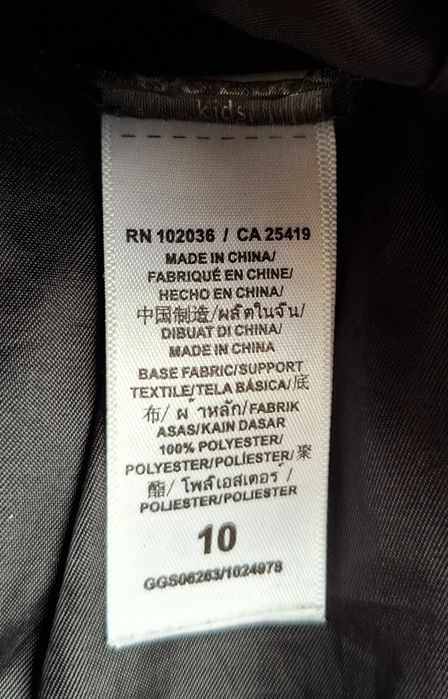 kids
RN 102036 / CA 25419
MADE IN CHINA/
FABRIQUÉ EN CHINE/
HECHO EN CHINA/
中国制造/ผลิตในจีน/
DIBUAT DI CHINA/
MADE IN CHINA
BASE FABRIC/SUPPORT
TEXTILE/TELA BÁSICA/底
布/ ผ้าหลัก/FABRIK
ASAS/KAIN DASAR
100% POLYESTER/
POLYESTER/POLIÉSTER/聚
酯/ โพลีเอสเตอร์ /
POLIESTER/POLIESTER
10
GGS06263/1024978